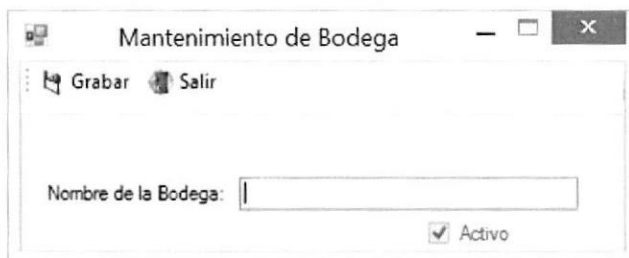 Mantenimiento de Bodega
Grabar Salir
Nombre de la Bodega:
Activo